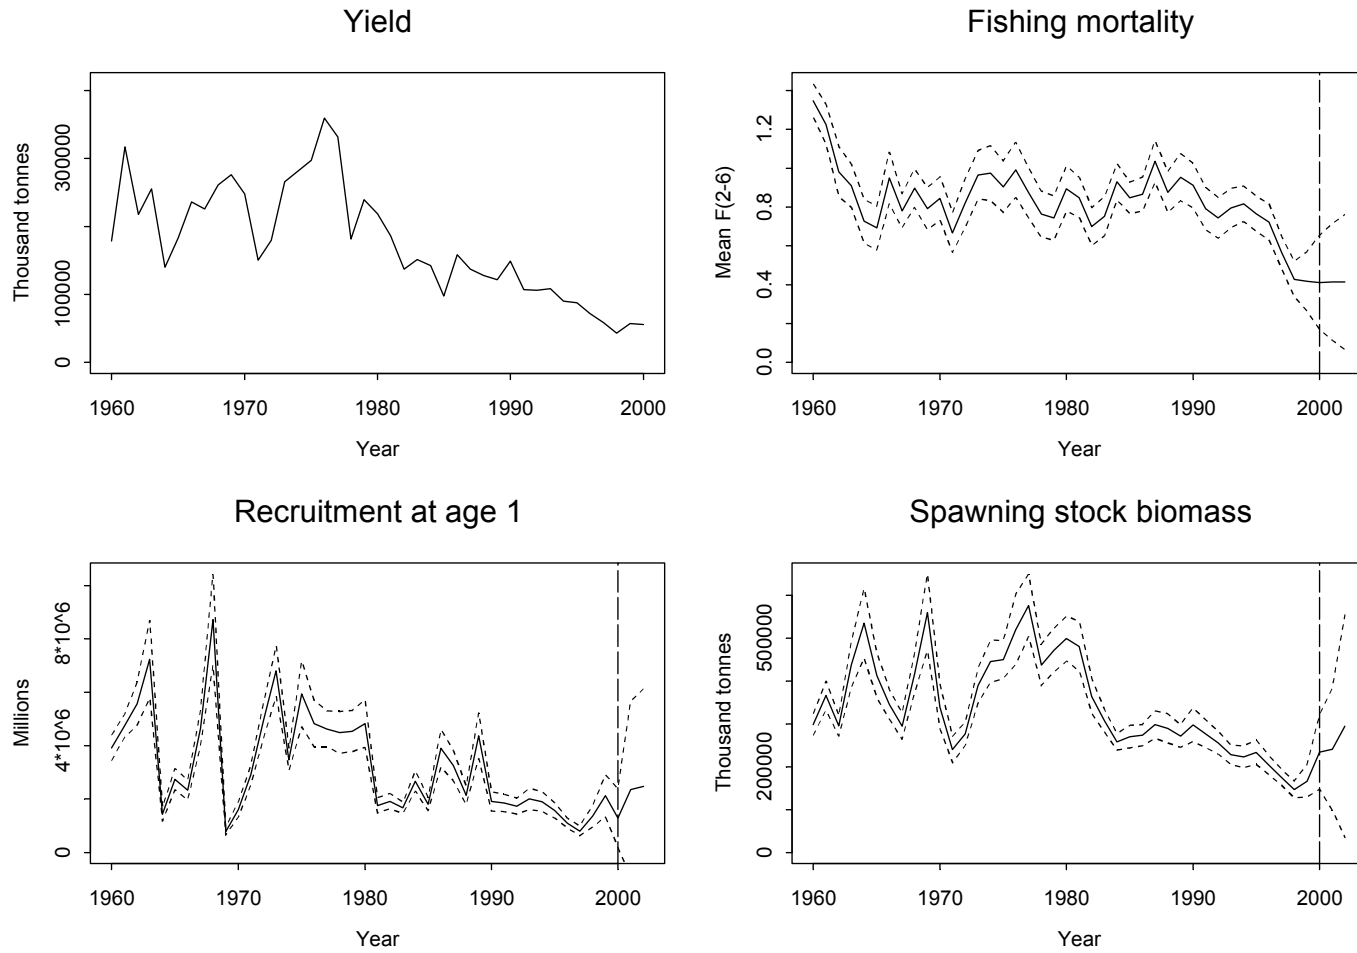 Yield
Thousand tonnes
0
100000
300000
1960
1970
1980
1990
2000
Year
Fishing mortality
Mean F(2-6)
0.0
0.4
0.8
1.2
1960
1970
1980
1990
2000
Year
Recruitment at age 1
Millions
0
4*10^6
8*10^6
1960
1970
1980
1990
2000
Year
Spawning stock biomass
Thousand tonnes
0
200000
500000
1960
1970
1980
1990
2000
Year